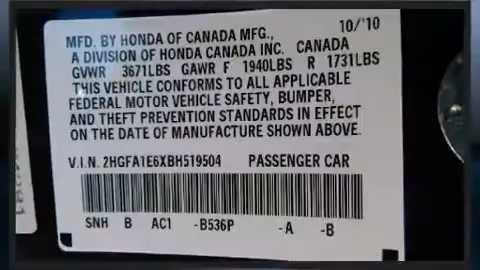 10/'10
MFD. BY HONDA OF CANADA MFG.,
A DIVISION OF HONDA CANADA INC. CANADA
GVWR 3671LBS GAWR F 1940LBS R 1731LBS
THIS VEHICLE CONFORMS TO ALL APPLICABLE
FEDERAL MOTOR VEHICLE SAFETY, BUMPER,
AND THEFT PREVENTION STANDARDS IN EFFECT
ON THE DATE OF MANUFACTURE SHOWN ABOVE.
V.I.N. 2HGFA1E6XBH519504 PASSENGER CAR
SNH B AC1 -B536P -A -B